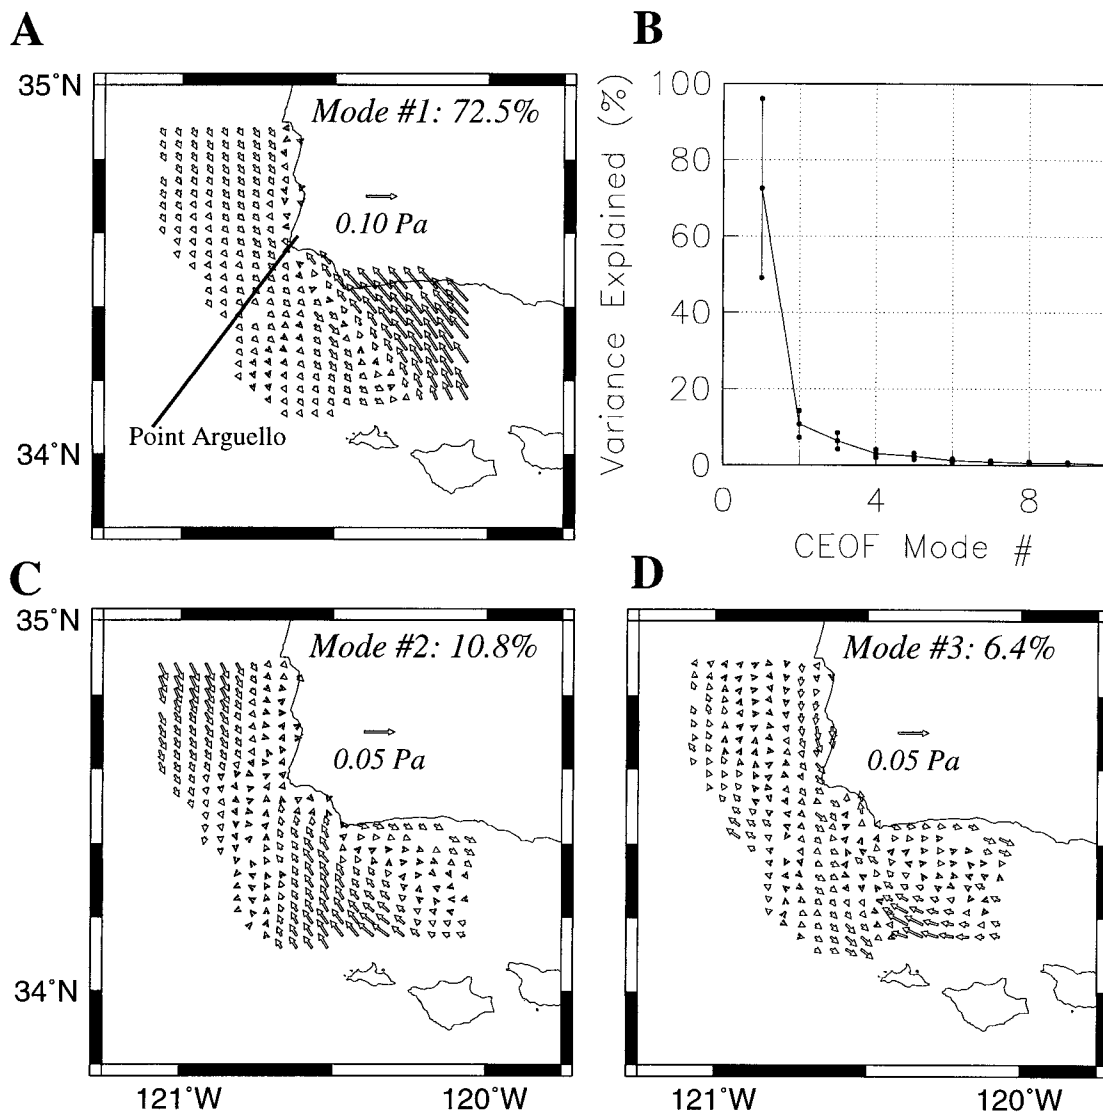 A
35°N
Mode #1: 72.5%
0.10 Pa
Point Arguello
34°N
B
Variance Explained (%)
100
80
60
40
20
0
0
4
8
CEOF Mode #
C
35°N
Mode #2: 10.8%
0.05 Pa
34°N
121°W
120°W
D
Mode #3: 6.4%
0.05 Pa
121°W
120°W